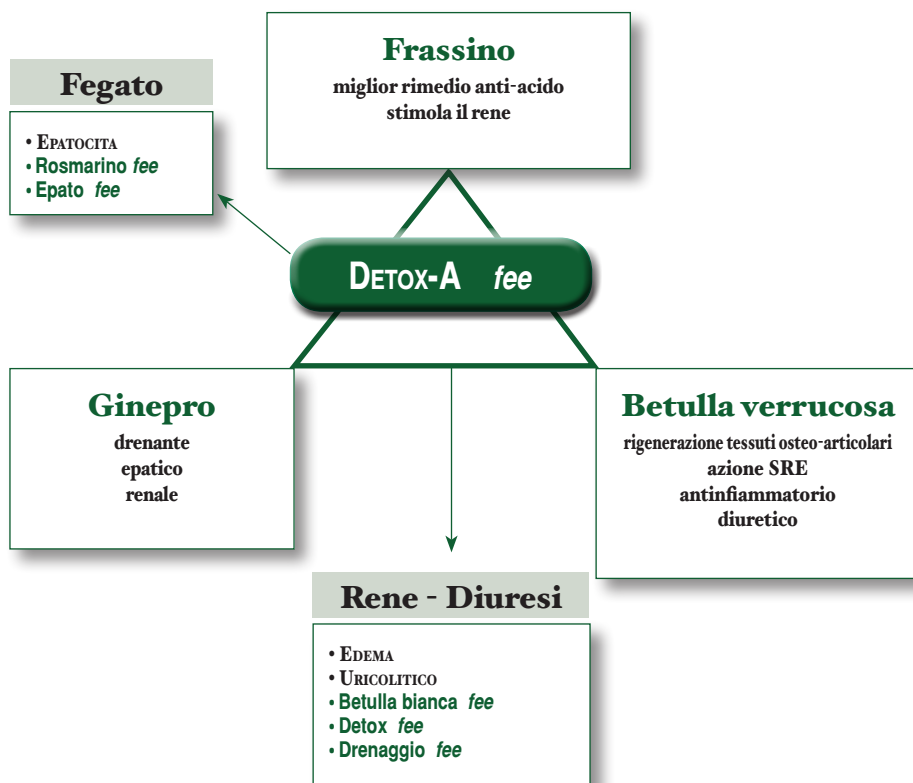 Frassino
miglior rimedio anti-acido
stimola il rene
Fegato
• Epatocita
• Rosmarino fee
• Epato fee
Detox-A fee
Ginepro
drenante
epatico
renale
Betulla verrucosa
rigenerazione tessuti osteo-articolari
azione SRE
antinfiammatorio
diuretico
Rene - Diuresi
• Edema
• Uricolitico
• Betulla bianca fee
• Detox fee
• Drenaggio fee